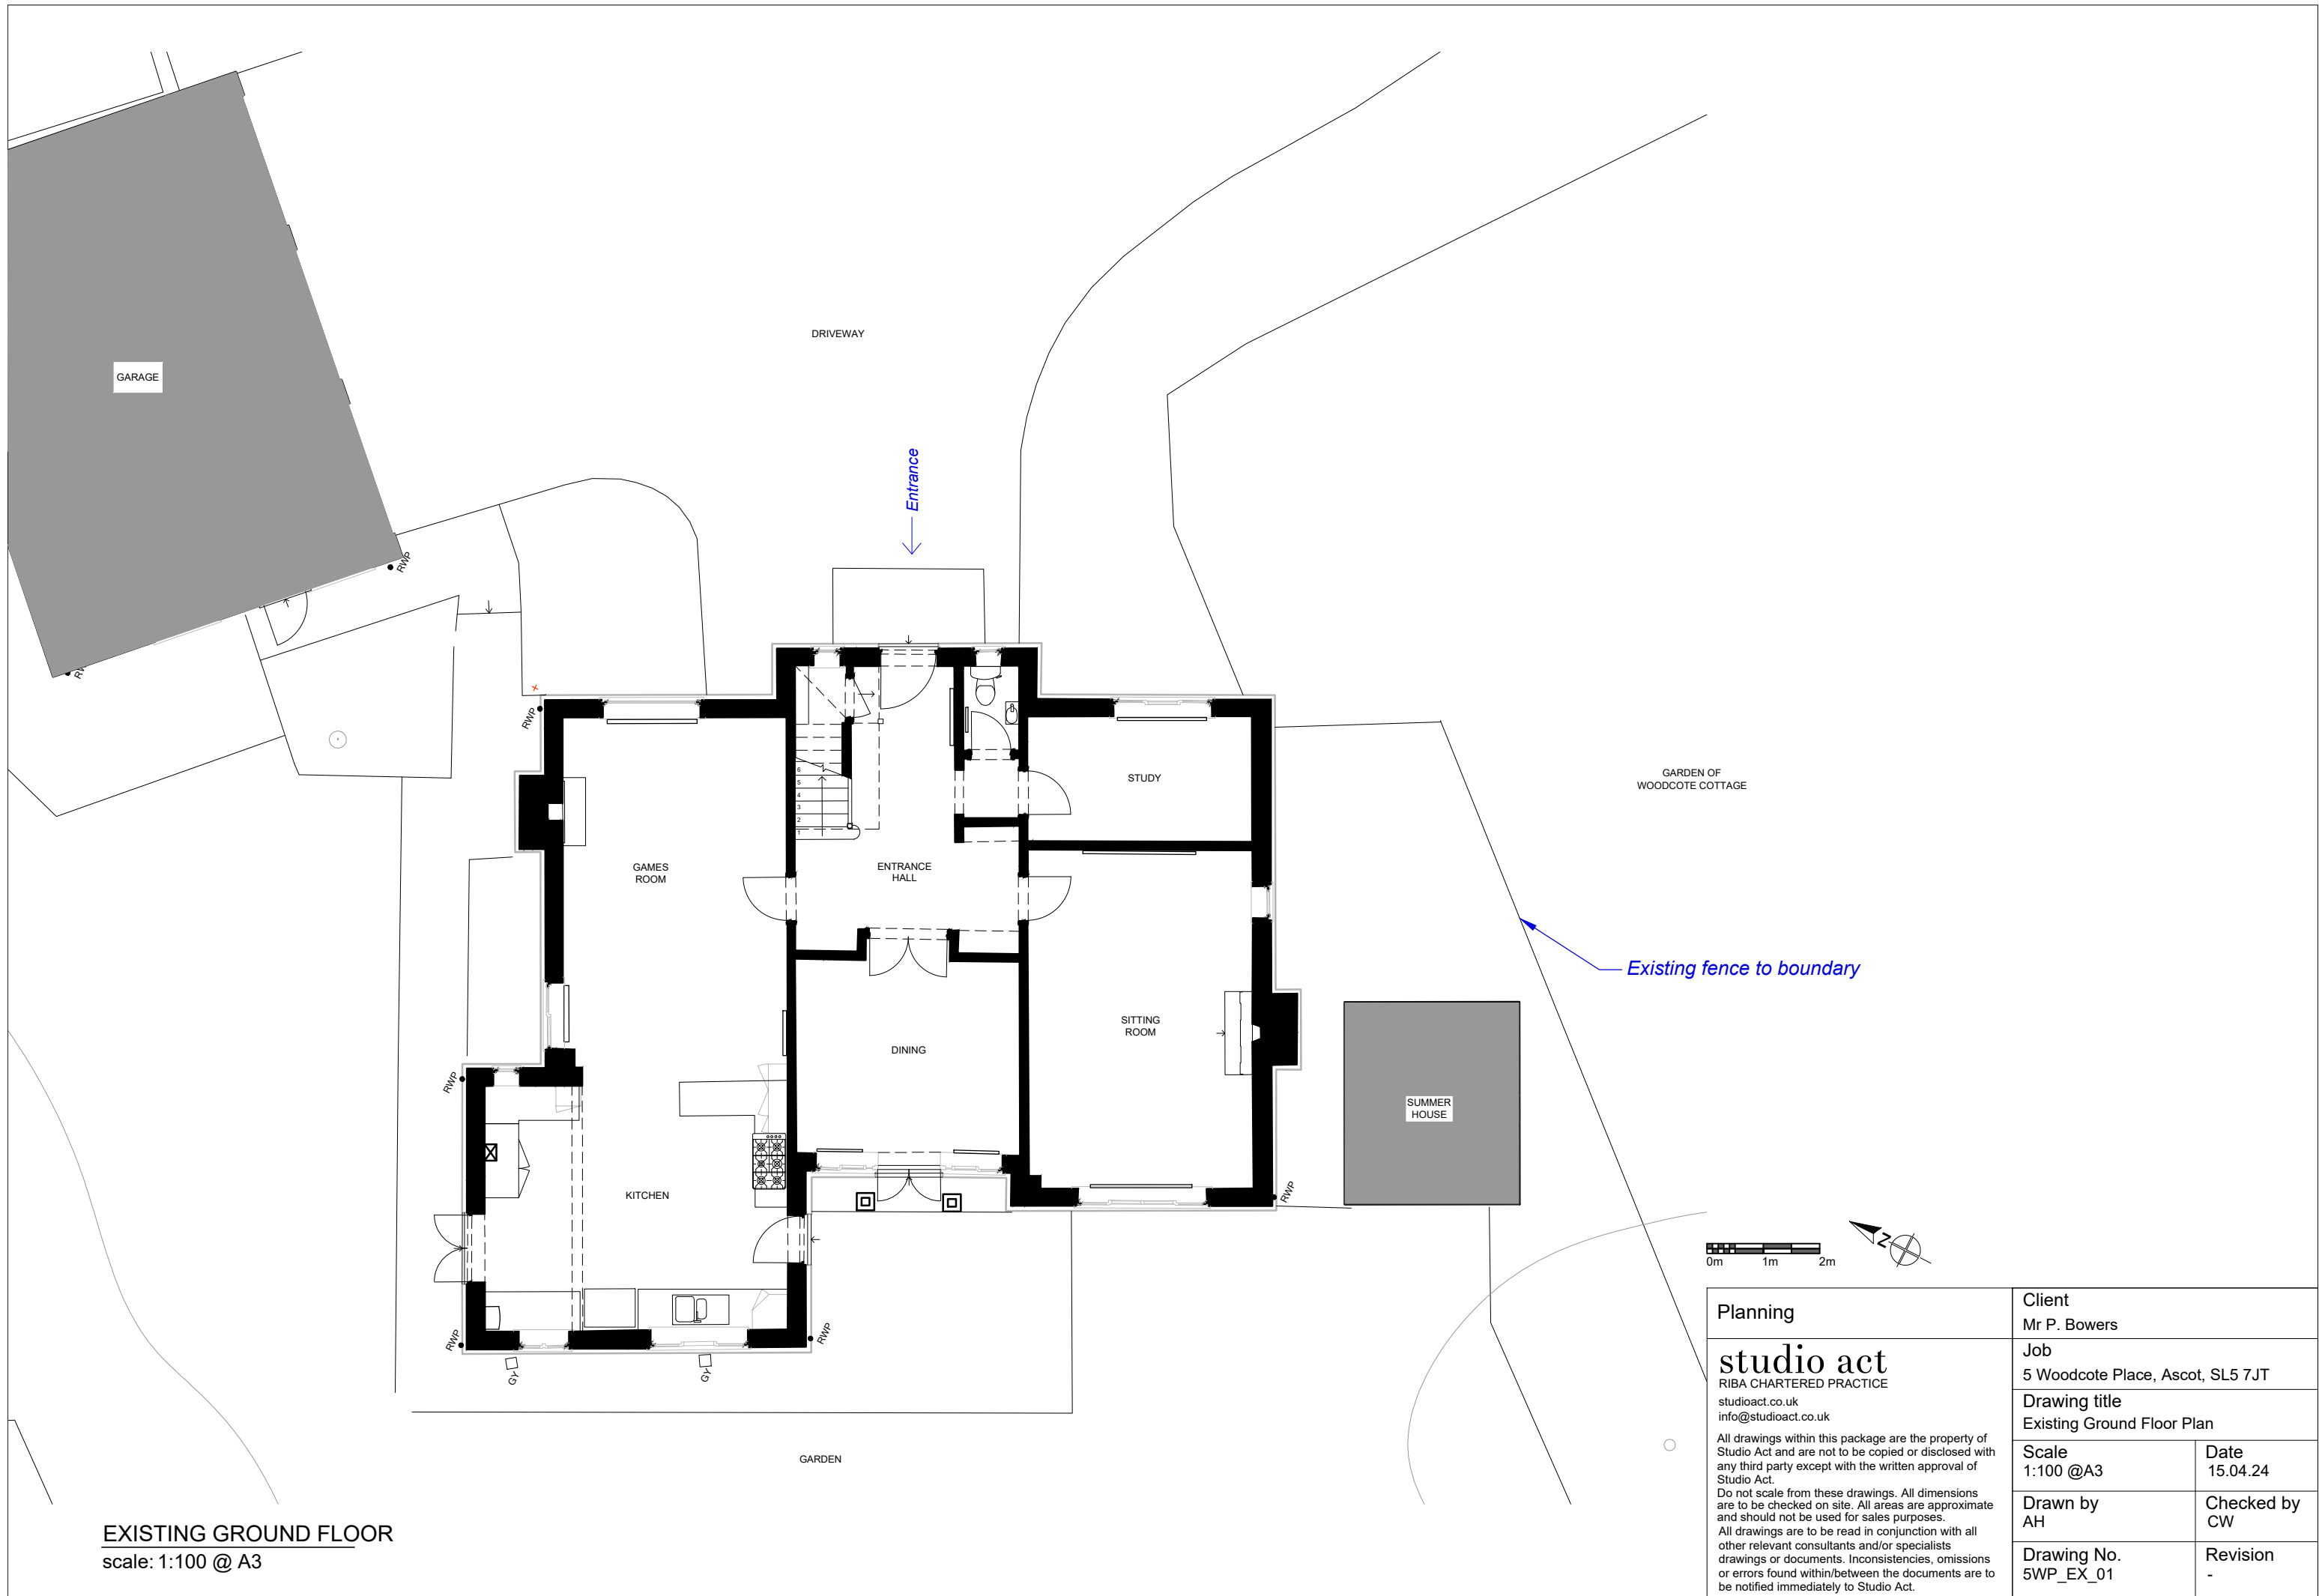 DRIVEWAY
GARAGE
Entrance
RWP
RWP
GARDEN OF
WOODCOTE COTTAGE
STUDY
6
5
4
3
2
1
GAMES
ROOM
ENTRANCE
HALL
Existing fence to boundary
SITTING
ROOM
DINING
RWP
SUMMER
HOUSE
KITCHEN
RWP
RWP
RWP
GY
GY
GARDEN
0m
1m
2m
N
EXISTING GROUND FLOOR
scale: 1:100 @ A3
Planning
studio act
RIBA CHARTERED PRACTICE
studioact.co.uk
info@studioact.co.uk
All drawings within this package are the property of
Studio Act and are not to be copied or disclosed with
any third party except with the written approval of
Studio Act.
Do not scale from these drawings. All dimensions
are to be checked on site. All areas are approximate
and should not be used for sales purposes.
All drawings are to be read in conjunction with all
other relevant consultants and/or specialists
drawings or documents. Inconsistencies, omissions
or errors found within/between the documents are to
be notified immediately to Studio Act.
Client
Mr P. Bowers
Job
5 Woodcote Place, Ascot, SL5 7JT
Drawing title
Existing Ground Floor Plan
Scale
1:100 @A3
Date
15.04.24
Drawn by
AH
Checked by
CW
Drawing No.
5WP_EX_01
Revision
-